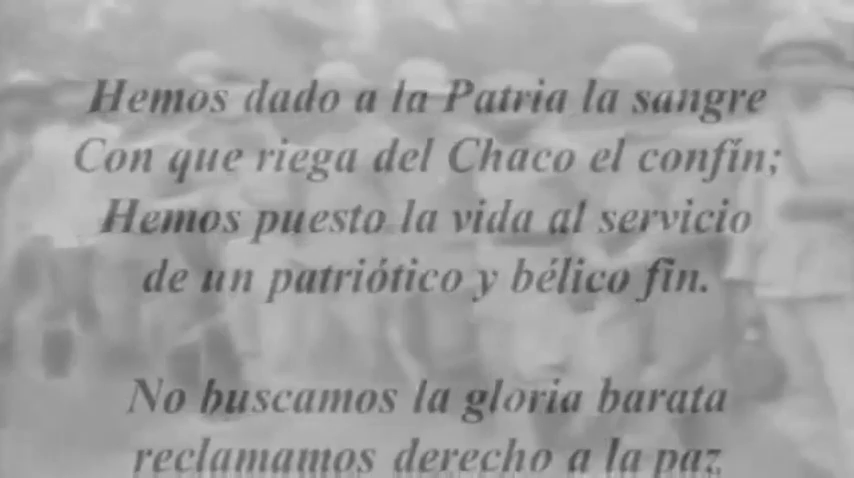 Hemos dado a la Patria la sangre
Con que riega del Chaco el confín;
Hemos puesto la vida al servicio
de un patriótico y bélico fin.
No buscamos la gloria barata
reclamamos derecho a la paz